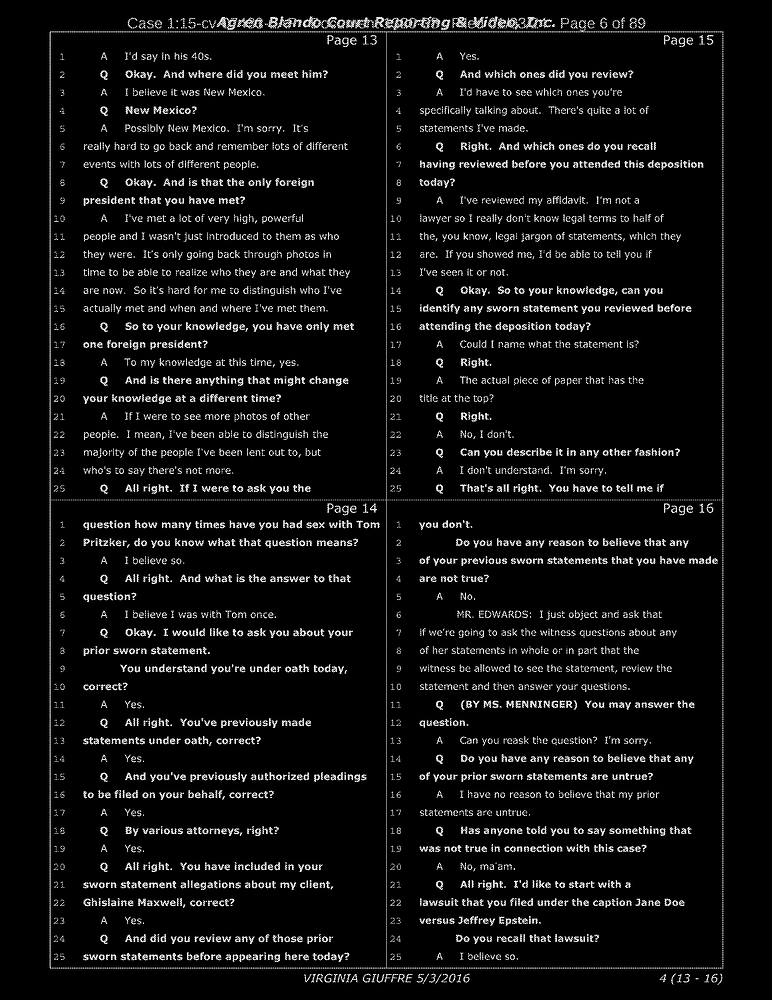 Agren Blando Court Reporting & Video, Inc.
Case 1:15-cv- Page 6 of 89
Page 13
1 A I'd say in his 40s.
2 Q Okay. And where did you meet him?
3 A I believe it was New Mexico.
4 Q New Mexico?
5 A Possibly New Mexico. I'm sorry. It's
6 really hard to go back and remember lots of different
7 events with lots of different people.
8 Q Okay. And is that the only foreign
9 president that you have met?
10 A I've met a lot of very high, powerful
11 people and I wasn't just introduced to them as who
12 they were. It's only going back through photos in
13 time to be able to realize who they are and what they
14 are now. So it's hard for me to distinguish who I've
15 actually met and when and where I've met them.
16 Q So to your knowledge, you have only met
17 one foreign president?
18 A To my knowledge at this time, yes.
19 Q And is there anything that might change
20 your knowledge at a different time?
21 A If I were to see more photos of other
22 people. I mean, I've been able to distinguish the
23 majority of the people I've been lent out to, but
24 who's to say there's not more.
25 Q All right. If I were to ask you the
Page 14
1 question how many times have you had sex with Tom
2 Pritzker, do you know what that question means?
3 A I believe so.
4 Q All right. And what is the answer to that
5 question?
6 A I believe I was with Tom once.
7 Q Okay. I would like to ask you about your
8 prior sworn statement.
9 You understand you're under oath today,
10 correct?
11 A Yes.
12 Q All right. You've previously made
13 statements under oath, correct?
14 A Yes.
15 Q And you've previously authorized pleadings
16 to be filed on your behalf, correct?
17 A Yes.
18 Q By various attorneys, right?
19 A Yes.
20 Q All right. You have included in your
21 sworn statement allegations about my client,
22 Ghislaine Maxwell, correct?
23 A Yes.
24 Q And did you review any of those prior
25 sworn statements before appearing here today?
Page 15
1 A Yes.
2 Q And which ones did you review?
3 A I'd have to see which ones you're
4 specifically talking about. There's quite a lot of
5 statements I've made.
6 Q Right. And which ones do you recall
7 having reviewed before you attended this deposition
8 today?
9 A I've reviewed my affidavit. I'm not a
10 lawyer so I really don't know legal terms to half of
11 the, you know, legal jargon of statements, which they
12 are. If you showed me, I'd be able to tell you if
13 I've seen it or not.
14 Q Okay. So to your knowledge, can you
15 identify any sworn statement you reviewed before
16 attending the deposition today?
17 A Could I name what the statement is?
18 Q Right.
19 A The actual piece of paper that has the
20 title at the top?
21 Q Right.
22 A No, I don't.
23 Q Can you describe it in any other fashion?
24 A I don't understand. I'm sorry.
25 Q That's all right. You have to tell me if
Page 16
1 you don't.
2 Do you have any reason to believe that any
3 of your previous sworn statements that you have made
4 are not true?
5 A No.
6 MR. EDWARDS: I just object and ask that
7 if we're going to ask the witness questions about any
8 of her statements in whole or in part that the
9 witness be allowed to see the statement, review the
10 statement and then answer your questions.
11 Q (BY MS. MENNINGER) You may answer the
12 question.
13 A Can you reask the question? I'm sorry.
14 Q Do you have any reason to believe that any
15 of your prior sworn statements are untrue?
16 A I have no reason to believe that my prior
17 statements are untrue.
18 Q Has anyone told you to say something that
19 was not true in connection with this case?
20 A No, ma'am.
21 Q All right. I'd like to start with a
22 lawsuit that you filed under the caption Jane Doe
23 versus Jeffrey Epstein.
24 Do you recall that lawsuit?
25 A I believe so.
VIRGINIA GIUFFRE 5/3/2016 4 (13 - 16)